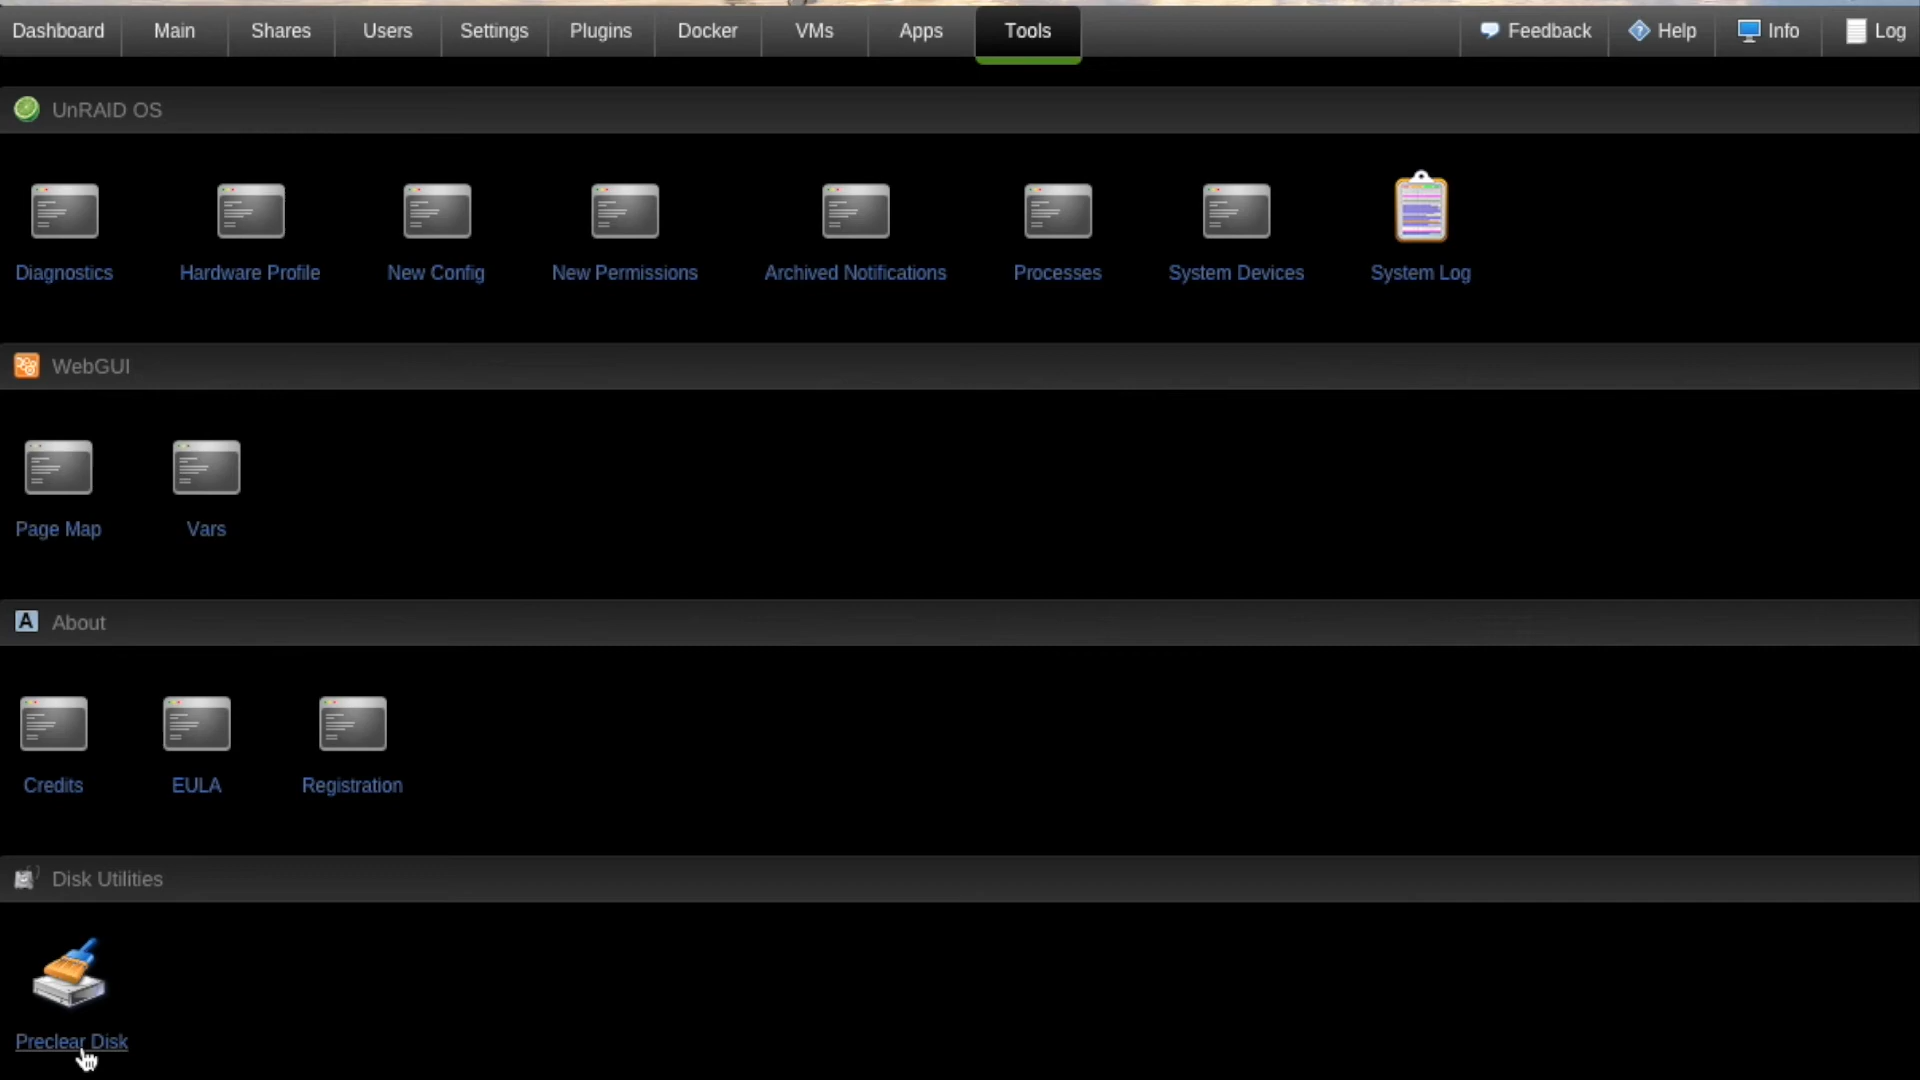 Dashboard Main Shares Users Settings Plugins Docker VMs Apps Tools Feedback Help Info Log
UnRAID OS
Diagnostics Hardware Profile New Config New Permissions Archived Notifications Processes System Devices System Log
WebGUI
Page Map Vars
A About
Credits EULA Registration
Disk Utilities
Preclear Disk